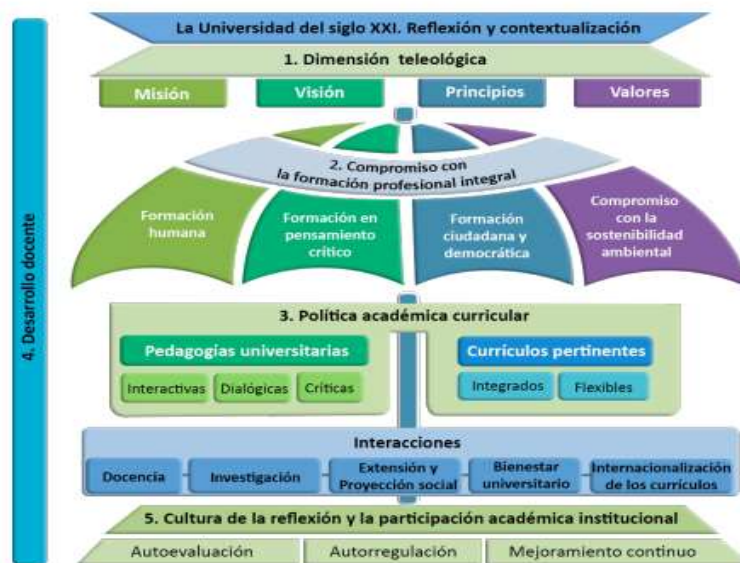 La Universidad del siglo XXI. Reflexión y contextualización
1. Dimensión teleológica
Misión
Visión
Principios
Valores
2. Compromiso con
la formación profesional integral
Formación
humana
Formación en
pensamiento
crítico
Formación
ciudadana y
democrática
Compromiso
con la
sostenibilidad
ambiental
3. Política académica curricular
Pedagogías universitarias
Interactivas
Dialógicas
Críticas
Currículos pertinentes
Integrados
Flexibles
Interacciones
Docencia
Investigación
Extensión y
Proyección social
Bienestar
universitario
Internacionalización
de los currículos
5. Cultura de la reflexión y la participación académica institucional
Autoevaluación
Autorregulación
Mejoramiento continuo
4. Desarrollo docente